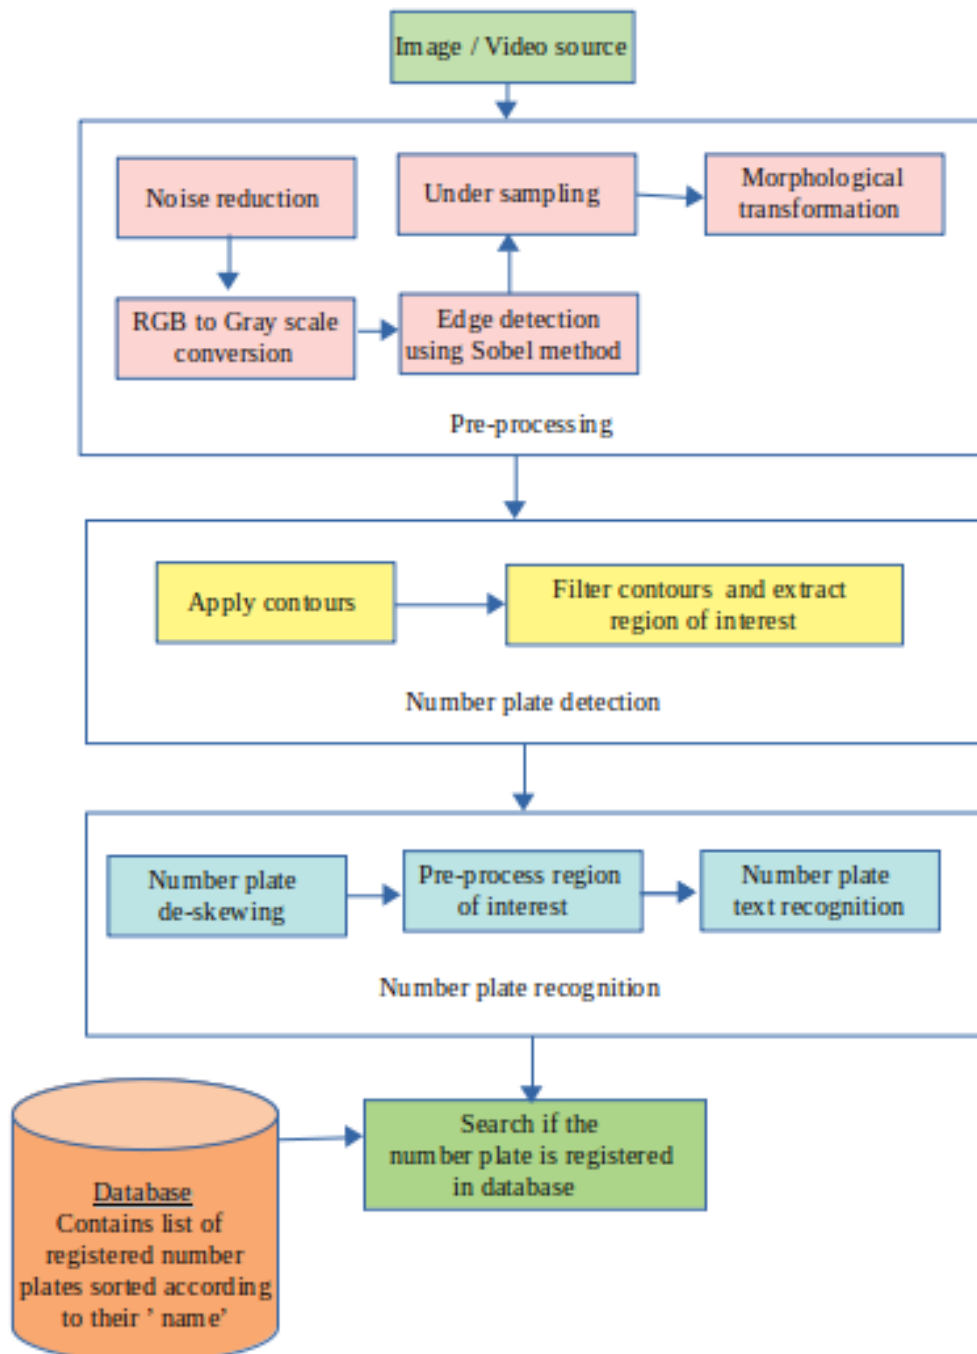 Image / Video source
Noise reduction
RGB to Gray scale
conversion
Edge detection
using Sobel method
Under sampling
Morphological
transformation
Pre-processing
Apply contours
Filter contours and extract
region of interest
Number plate detection
Number plate
de-skewing
Pre-process region
of interest
Number plate
text recognition
Number plate recognition
Database
Contains list of
registered number
plates sorted according
to their ’ name’
Search if the
number plate is registered
in database